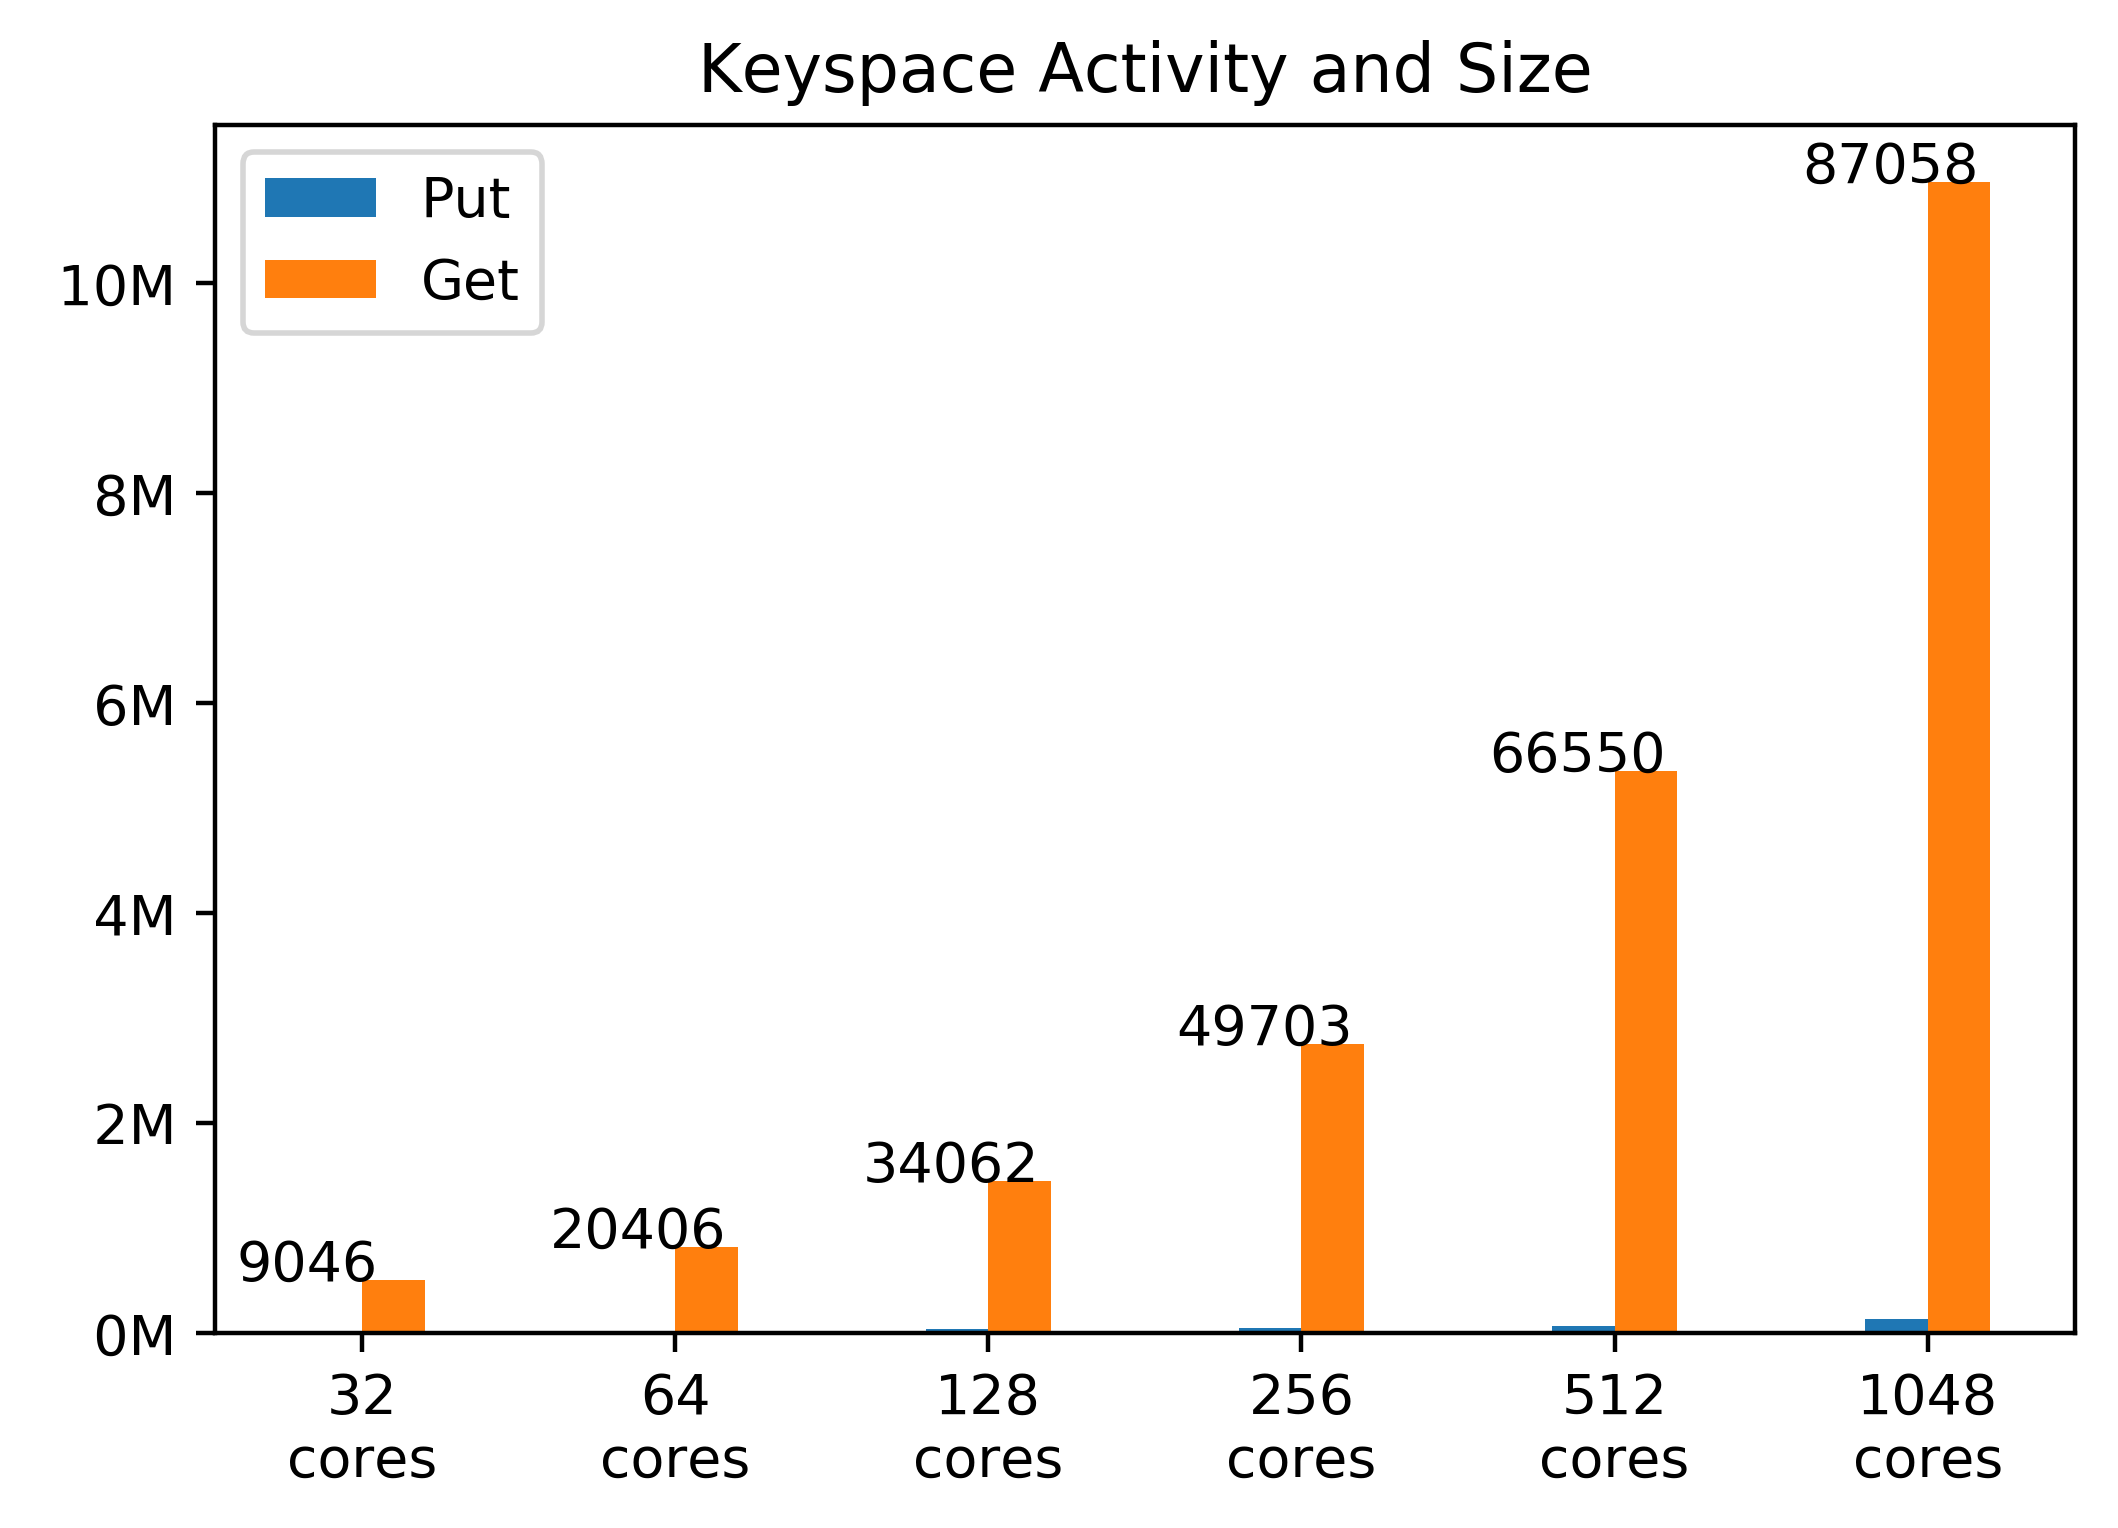 Keyspace Activity and Size
Put
Get
10M
8M
6M
4M
2M
0M
9046
20406
34062
49703
66550
87058
32
cores
64
cores
128
cores
256
cores
512
cores
1048
cores